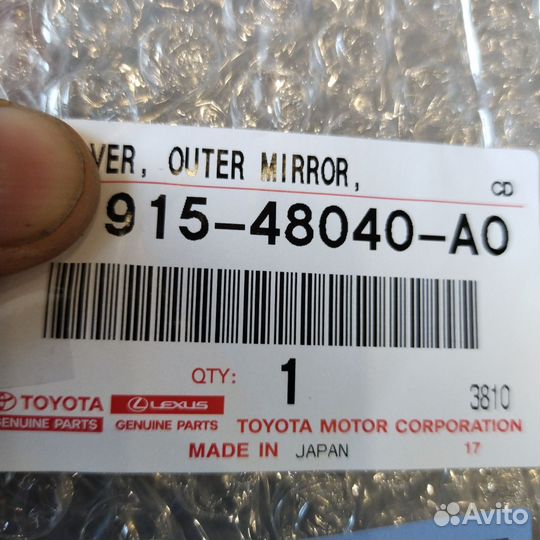 VER, OUTER MIRROR,
CD
915-48040-A0
QTY: 1
3810
TOYOTA LEXUS
GENUINE PARTS GENUINE PARTS TOYOTA MOTOR CORPORATION
MADE IN JAPAN 17
Avito